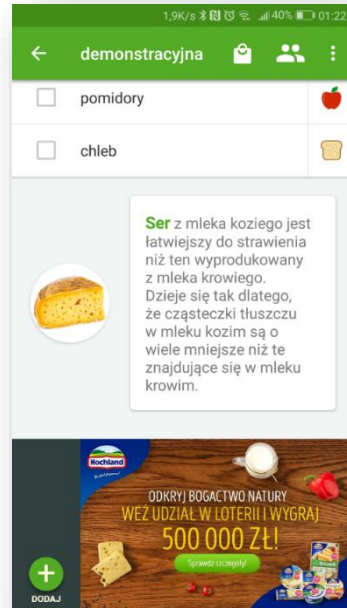 1,9K/s 40% 01:22
demonstracyjna
pomidory
chleb
Ser z mleka koziego jest
łatwiejszy do strawienia
niż ten wyprodukowany
z mleka krowiego.
Dzieje się tak dlatego,
że cząsteczki tłuszczu
w mleku kozim są o
wiele mniejsze niż te
znajdujące się w mleku
krowim.
Hochland
ODKRYJ BOGACTWO NATURY
WEŹ UDZIAŁ W LOTERII I WYGRAJ
500 000 ZŁ!
Sprawdź szczegóły!
DODAJ